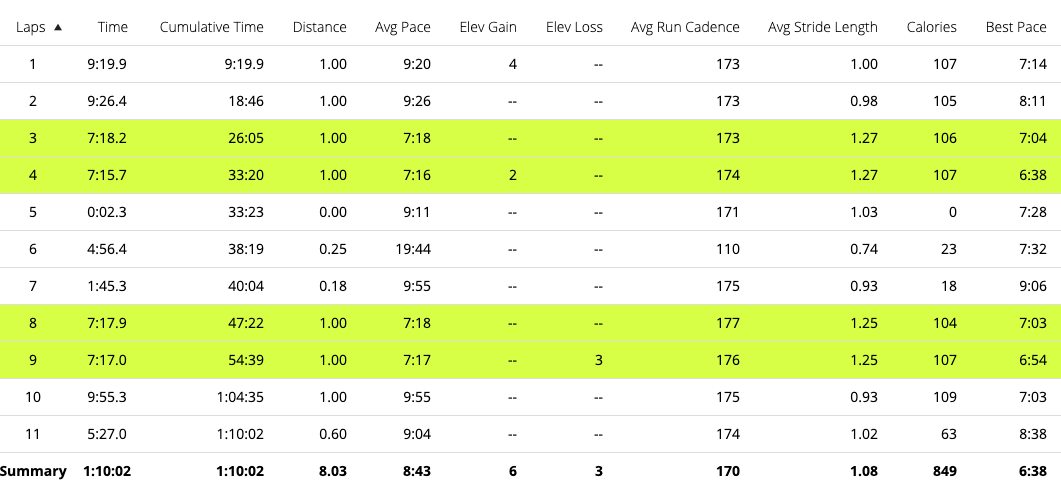 Laps ▲ Time Cumulative Time Distance Avg Pace Elev Gain Elev Loss Avg Run Cadence Avg Stride Length Calories Best Pace
1 9:19.9 9:19.9 1.00 9:20 4 -- 173 1.00 107 7:14
2 9:26.4 18:46 1.00 9:26 -- -- 173 0.98 105 8:11
3 7:18.2 26:05 1.00 7:18 -- -- 173 1.27 106 7:04
4 7:15.7 33:20 1.00 7:16 2 -- 174 1.27 107 6:38
5 0:02.3 33:23 0.00 9:11 -- -- 171 1.03 0 7:28
6 4:56.4 38:19 0.25 19:44 -- -- 110 0.74 23 7:32
7 1:45.3 40:04 0.18 9:55 -- -- 175 0.93 18 9:06
8 7:17.9 47:22 1.00 7:18 -- -- 177 1.25 104 7:03
9 7:17.0 54:39 1.00 7:17 -- 3 176 1.25 107 6:54
10 9:55.3 1:04:35 1.00 9:55 -- -- 175 0.93 109 7:03
11 5:27.0 1:10:02 0.60 9:04 -- -- 174 1.02 63 8:38
Summary 1:10:02 1:10:02 8.03 8:43 6 3 170 1.08 849 6:38